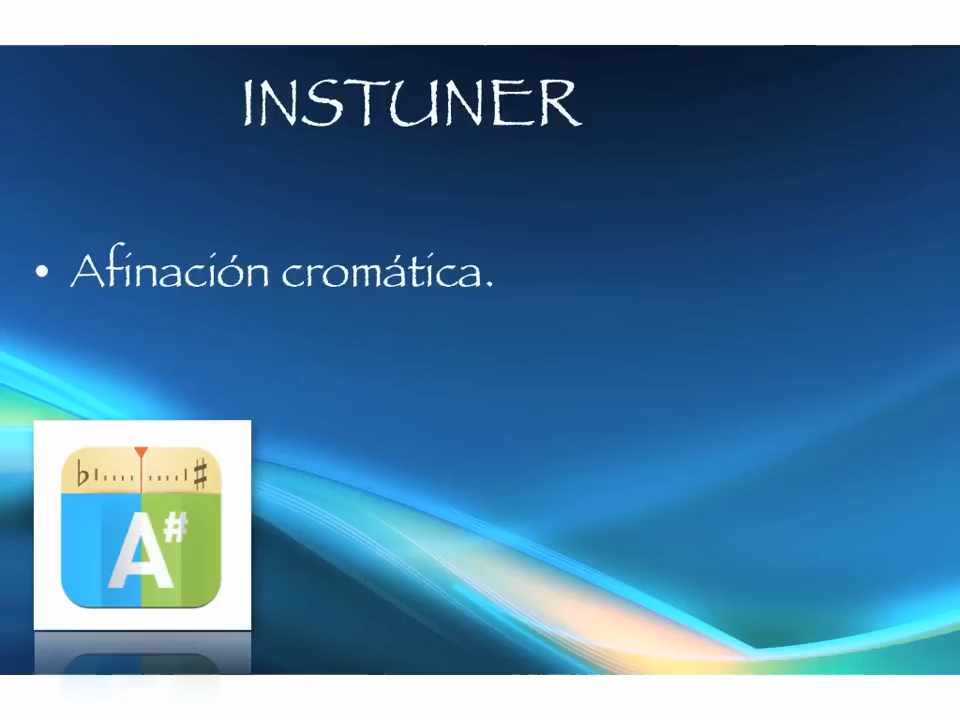 INSTUNER
• Afinación cromática.
♭ ♯
A#